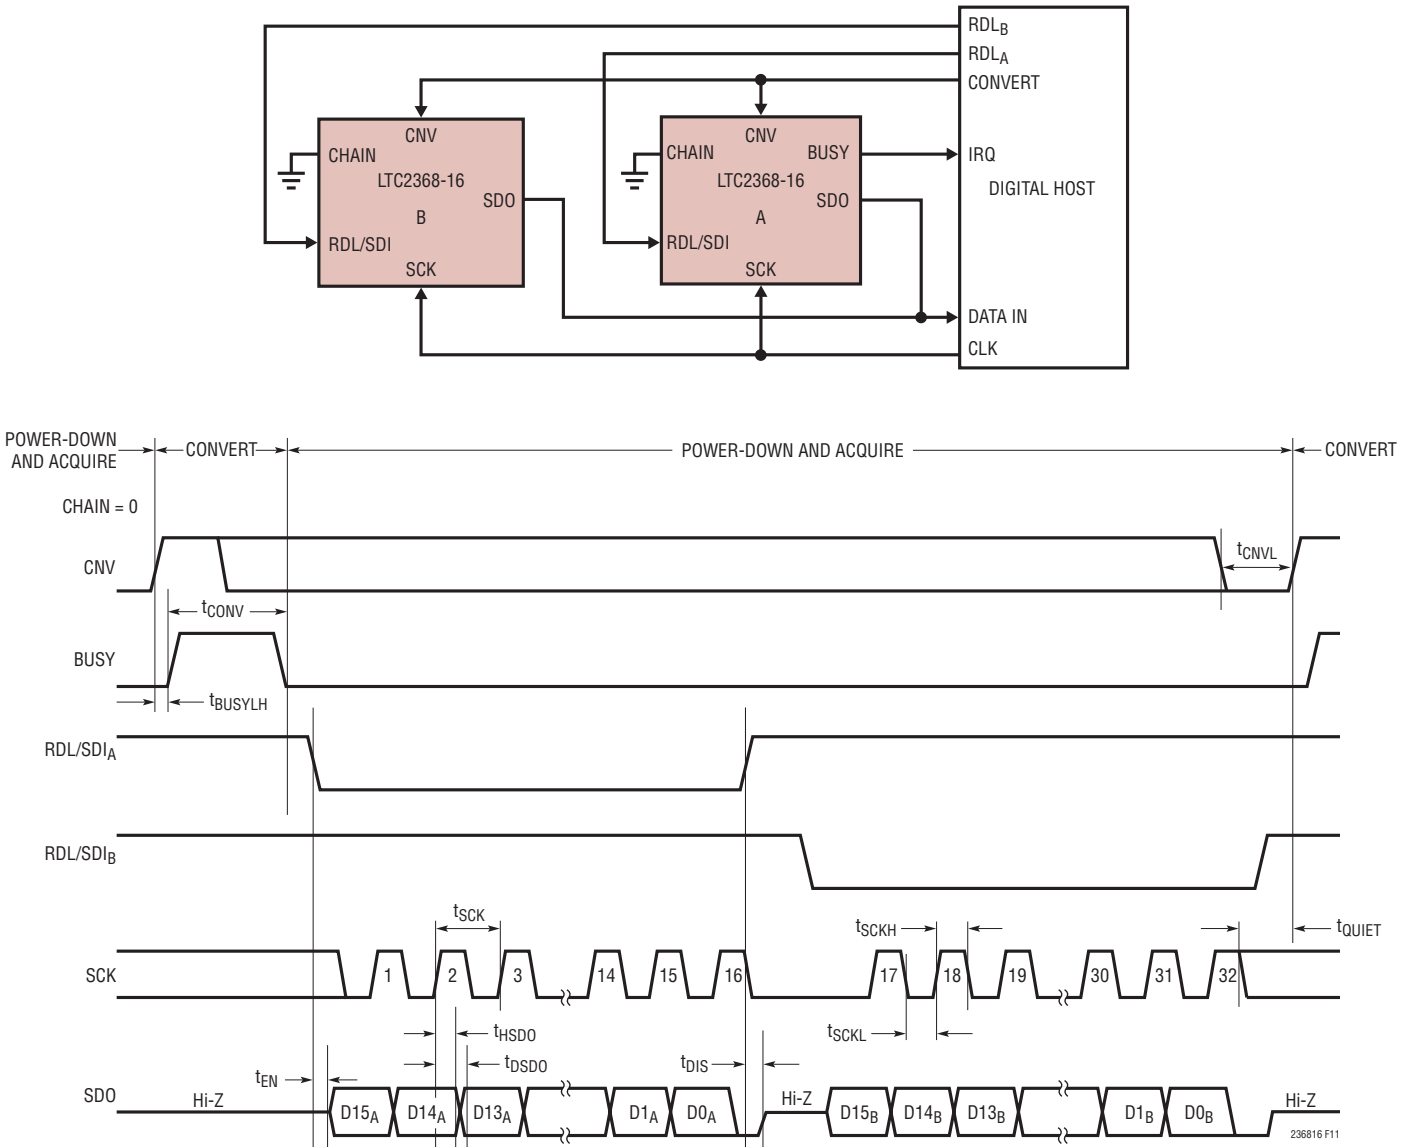 RDLB
RDLA
CONVERT
CNV
CNV
CHAIN
CHAIN
BUSY
IRQ
LTC2368-16
LTC2368-16
DIGITAL HOST
SDO
SDO
B
A
RDL/SDI
RDL/SDI
SCK
SCK
DATA IN
CLK
POWER-DOWN
AND ACQUIRE
CONVERT
POWER-DOWN AND ACQUIRE
CONVERT
CHAIN = 0
CNV
tCNVL
tCONV
BUSY
tBUSYLH
RDL/SDIA
RDL/SDIB
tSCK
tSCKH
tQUIET
SCK
1 2 3 14 15 16 17 18 19 30 31 32
tHSDO
tSCKL
tDSDO
tDIS
tEN
SDO
Hi-Z D15A D14A D13A D1A D0A Hi-Z D15B D14B D13B D1B D0B Hi-Z
236816 F11